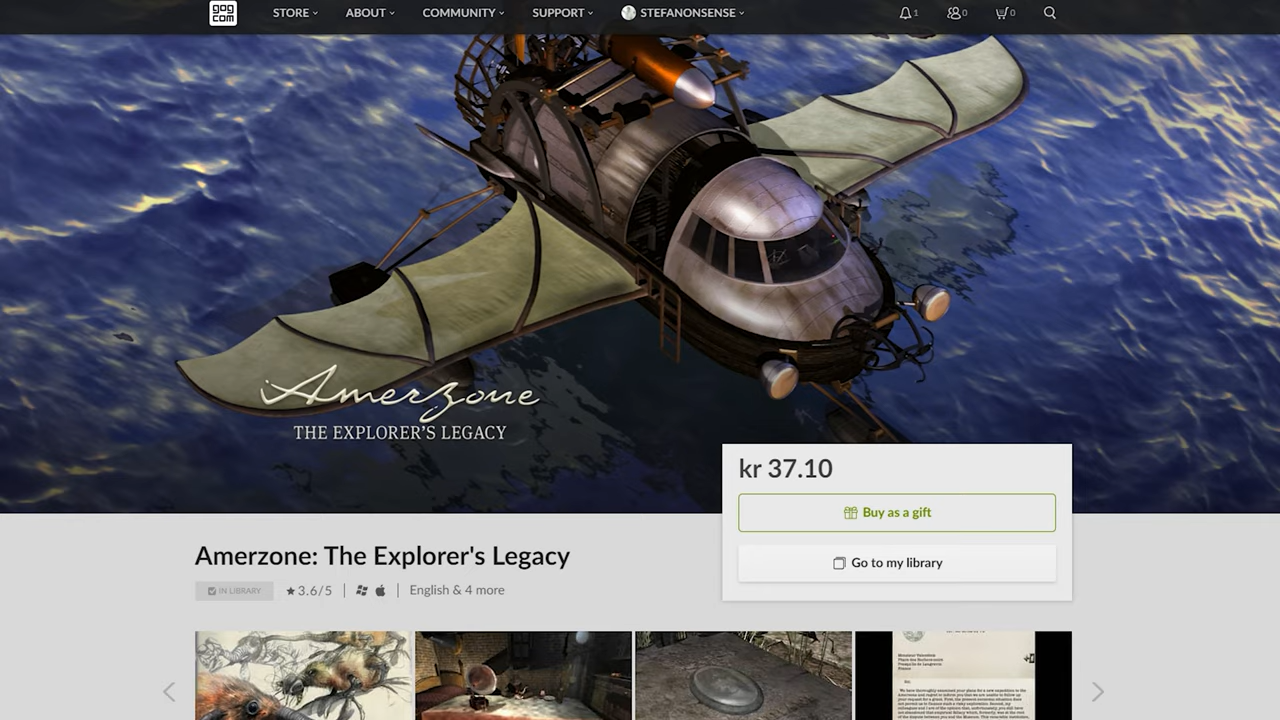 gog
com
STORE
ABOUT
COMMUNITY
SUPPORT
STEFANONSENSE
1
0
0
Amerzone
THE EXPLORER'S LEGACY
kr 37.10
Buy as a gift
Go to my library
Amerzone: The Explorer's Legacy
IN LIBRARY
3.6/5
English & 4 more
Sir,